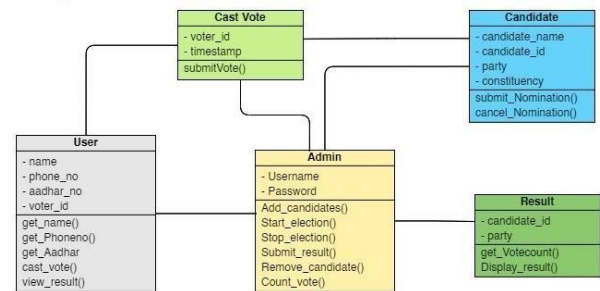 Cast Vote
- voter_id
- timestamp
submitVote()
Candidate
- candidate_name
- candidate_id
- party
- constituency
submit_Nomination()
cancel_Nomination()
User
- name
- phone_no
- aadhar_no
- voter_id
get_name()
get_Phoneno()
get_Aadhar
cast_vote()
view_result()
Admin
- Username
- Password
Add_candidates()
Start_election()
Stop_election()
Submit_result()
Remove_candidate()
Count_vote()
Result
- candidate_id
- party
get_Votecount()
Display_result()